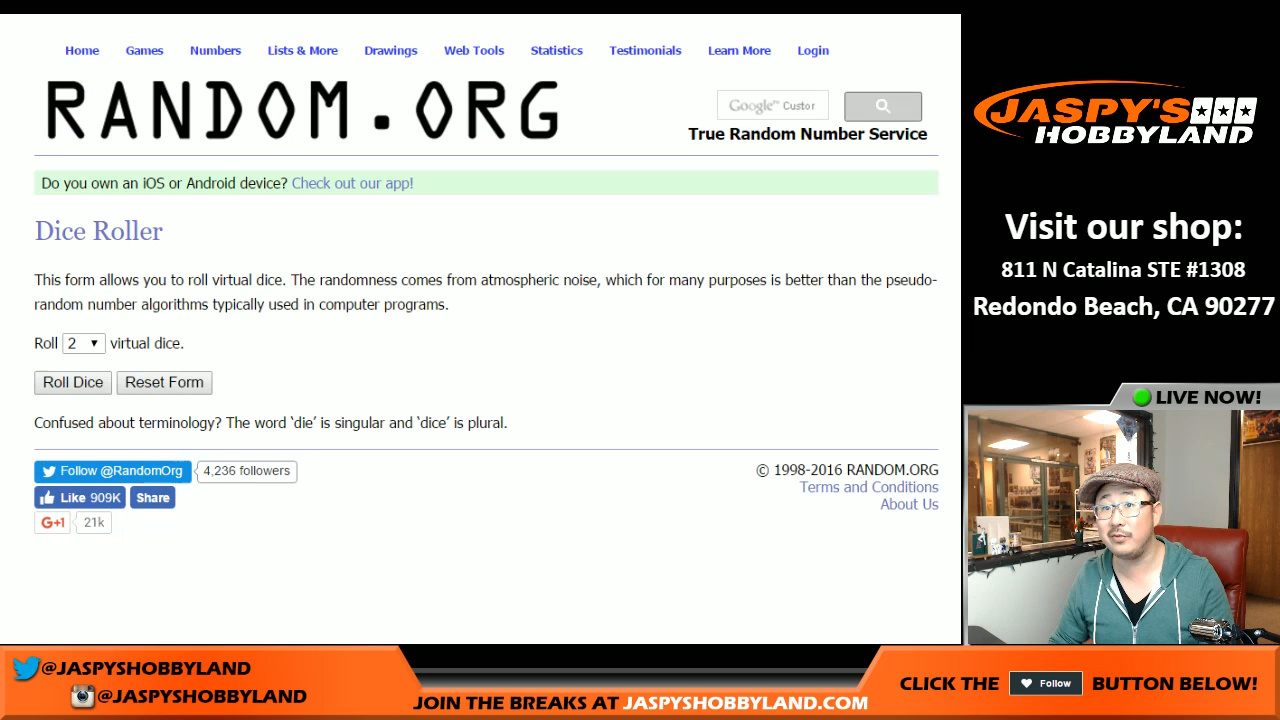 Home Games Numbers Lists & More Drawings Web Tools Statistics Testimonials Learn More Login
RANDOM.ORG
Google Custor
True Random Number Service
Do you own an iOS or Android device? Check out our app!
Dice Roller
This form allows you to roll virtual dice. The randomness comes from atmospheric noise, which for many purposes is better than the pseudo-
random number algorithms typically used in computer programs.
Roll 2 virtual dice.
Roll Dice Reset Form
Confused about terminology? The word ‘die’ is singular and ‘dice’ is plural.
Follow @RandomOrg 4,236 followers
Like 909K Share
G+1 21k
© 1998-2016 RANDOM.ORG
Terms and Conditions
About Us
JASPY'S
HOBBYLAND
Visit our shop:
811 N Catalina STE #1308
Redondo Beach, CA 90277
LIVE NOW!
@JASPYSHOBBYLAND
@JASPYSHOBBYLAND
JOIN THE BREAKS AT JASPYSHOBBYLAND.COM
CLICK THE Follow BUTTON BELOW!